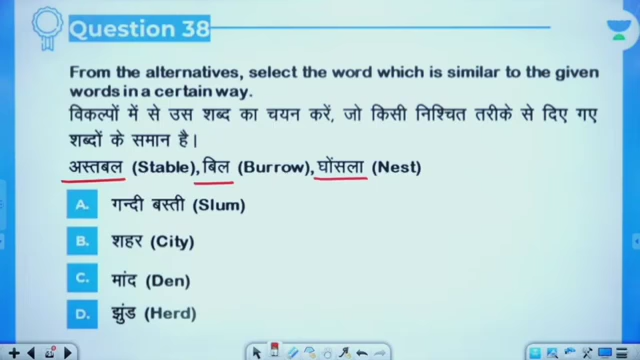 Question 38
From the alternatives, select the word which is similar to the given
words in a certain way.
विकल्पों में से उस शब्द का चयन करें, जो किसी निश्चित तरीके से दिए गए
शब्दों के समान है।
अस्तबल (Stable), बिल (Burrow), घोंसला (Nest)
A. गन्दी बस्ती (Slum)
B. शहर (City)
C. मांद (Den)
D. झुंड (Herd)